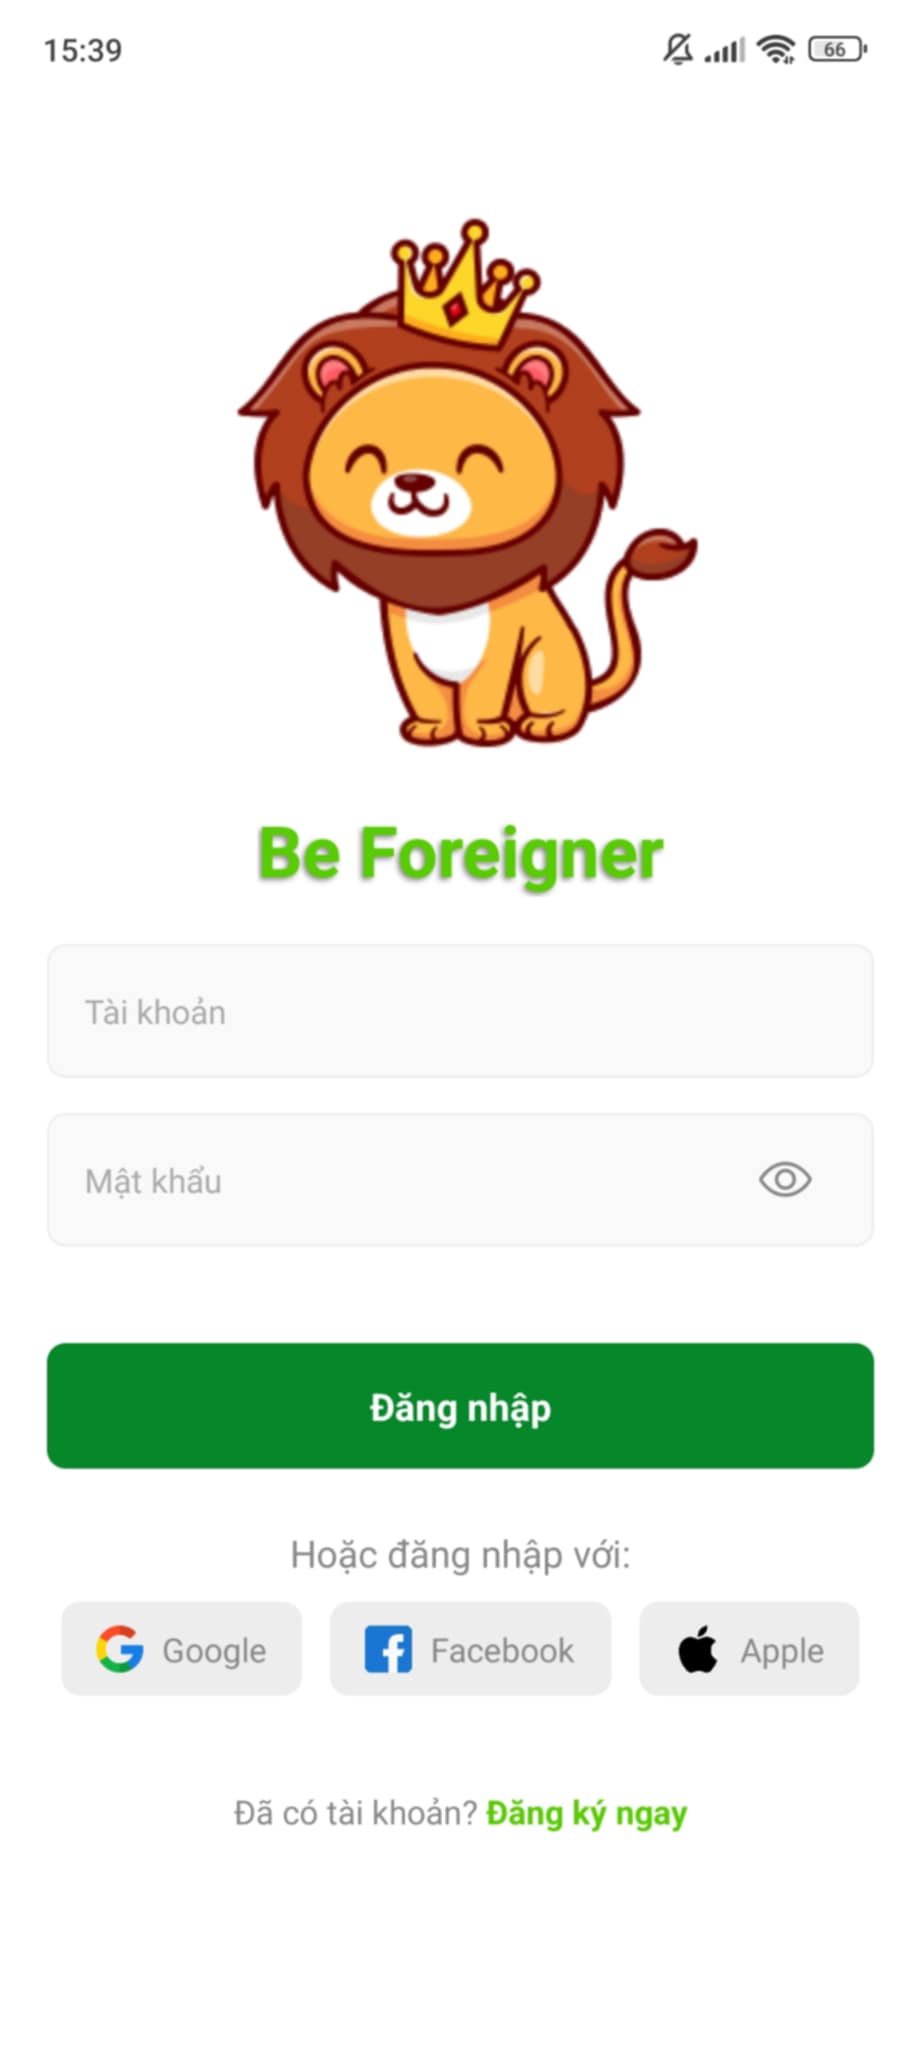 15:39
66
Be Foreigner
Tài khoản
Mật khẩu
Đăng nhập
Hoặc đăng nhập với:
Google Facebook Apple
Đã có tài khoản? Đăng ký ngay